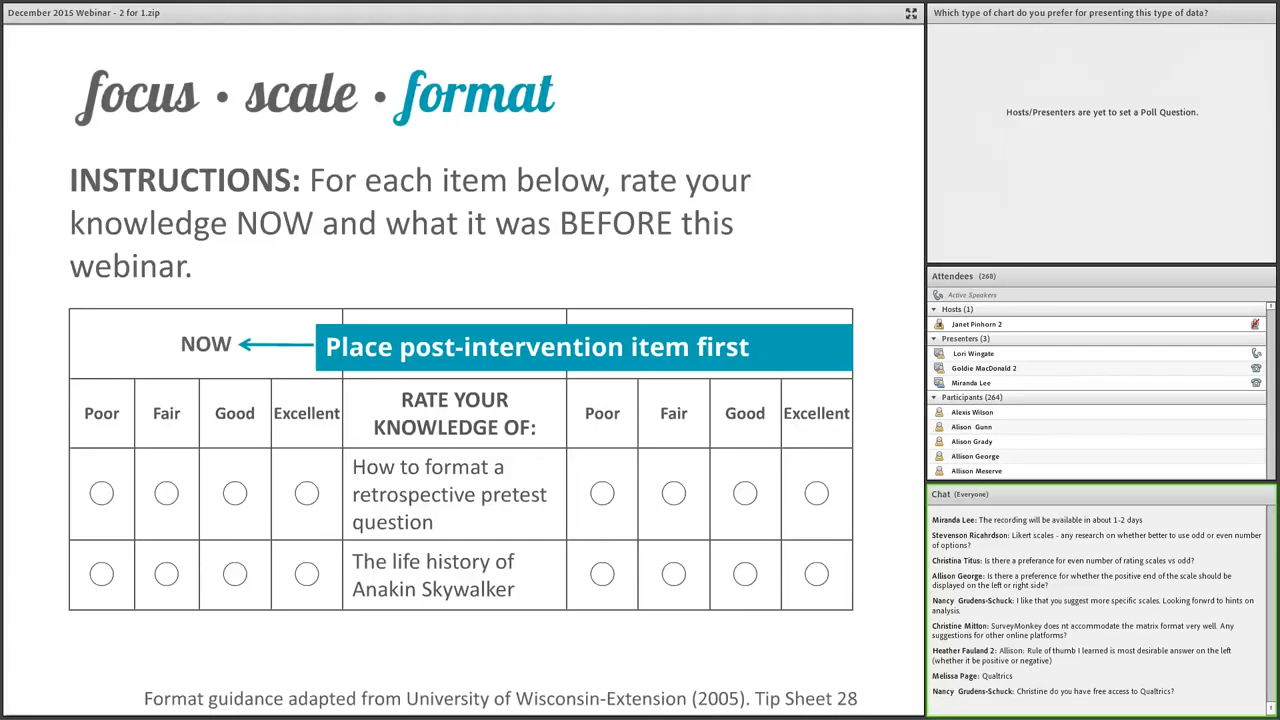 December 2015 Webinar - 2 for 1.zip
focus • scale • format
INSTRUCTIONS: For each item below, rate your
knowledge NOW and what it was BEFORE this
webinar.
NOW
Place post-intervention item first
Poor Fair Good Excellent RATE YOUR KNOWLEDGE OF: Poor Fair Good Excellent
How to format a
retrospective pretest
question
The life history of
Anakin Skywalker
Format guidance adapted from University of Wisconsin-Extension (2005). Tip Sheet 28
Which type of chart do you prefer for presenting this type of data?
Hosts/Presenters are yet to set a Poll Question.
Attendees (268)
Active Speakers
Hosts (1)
Janet Pinhorn 2
Presenters (3)
Lori Wingate
Goldie MacDonald 2
Miranda Lee
Participants (264)
Alexis Wilson
Alison Gunn
Alison Grady
Allison George
Allison Meserve
Chat (Everyone)
Miranda Lee: The recording will be available in about 1-2 days
Stevenson Ricahrdson: Likert scales - any research on whether better to use odd or even number
of options?
Christina Titus: Is there a preferance for even number of rating scales vs odd?
Allison George: Is there a preference for whether the positive end of the scale should be
displayed on the left or right side?
Nancy Grudens-Schuck: I like that you suggest more specific scales. Looking forwrd to hints on
analysis.
Christine Mitton: SurveyMonkey does nt accommodate the matrix format very well. Any
suggestions for other online platforms?
Heather Fauland 2: Allison: Rule of thumb I learned is most desirable answer on the left
(whether it be positive or negative)
Melissa Page: Qualtrics
Nancy Grudens-Schuck: Christine do you have free access to Qualtrics?